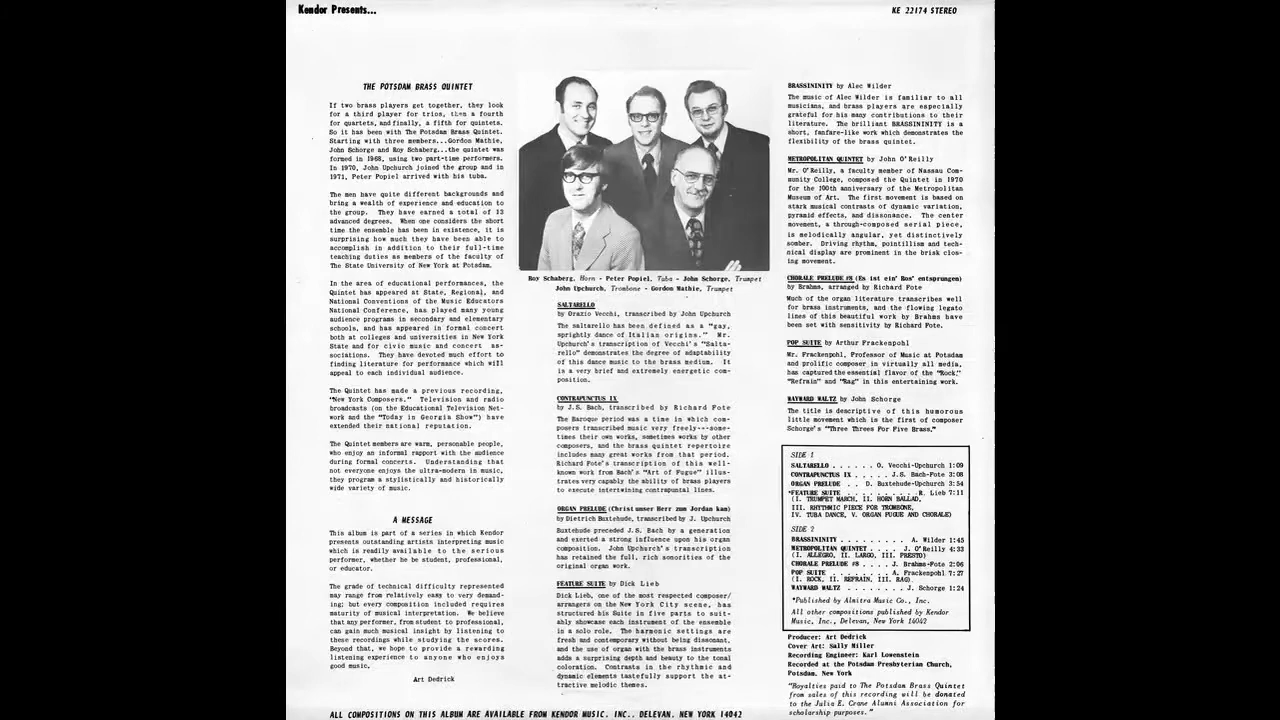 Kendor Presents...
KE 22174 STEREO
THE POTSDAM BRASS QUINTET
If two brass players get together, they look
for a third player for trios, then a fourth
for quartets, and finally, a fifth for quintets.
So it has been with The Potsdam Brass Quintet.
Starting with three members...Gordon Mathie,
John Schorge and Roy Schaberg...the quintet was
formed in 1968, using two part-time performers.
In 1970, John Upchurch joined the group and in
1971, Peter Popiel arrived with his tuba.
The men have quite different backgrounds and
bring a wealth of experience and education to
the group. They have earned a total of 13
advanced degrees. When one considers the short
time the ensemble has been in existence, it is
surprising how much they have been able to
accomplish in addition to their full-time
teaching duties as members of the faculty of
The State University of New York at Potsdam.
In the area of educational performances, the
Quintet has appeared at State, Regional, and
National Conventions of the Music Educators
National Conference, has played many young
audience programs in secondary and elementary
schools, and has appeared in formal concert
both at colleges and universities in New York
State and for civic music and concert as-
sociations. They have devoted much effort to
finding literature for performance which will
appeal to each individual audience.
The Quintet has made a previous recording,
"New York Composers." Television and radio
broadcasts (on the Educational Television Net-
work and the "Today in Georgia Show") have
extended their national reputation.
The Quintet members are warm, personable people,
who enjoy an informal rapport with the audience
during formal concerts. Understanding that
not everyone enjoys the ultra-modern in music,
they program a stylistically and historically
wide variety of music.
A MESSAGE
This album is part of a series in which Kendor
presents outstanding artists interpreting music
which is readily available to the serious
performer, whether he be student, professional,
or educator.
The grade of technical difficulty represented
may range from relatively easy to very demand-
ing; but every composition included requires
maturity of musical interpretation. We believe
that any performer, from student to professional,
can gain much musical insight by listening to
these recordings while studying the scores.
Beyond that, we hope to provide a rewarding
listening experience to anyone who enjoys
good music.
Art Dedrick
Roy Schaberg, Horn - Peter Popiel, Tuba - John Schorge, Trumpet
John Upchurch, Trombone - Gordon Mathie, Trumpet
SALTARELLO
by Orazio Vecchi, transcribed by John Upchurch
The saltarello has been defined as a "gay,
sprightly dance of Italian origins." Mr.
Upchurch's transcription of Vecchi's "Salta-
rello" demonstrates the degree of adaptability
of this dance music to the brass medium. It
is a very brief and extremely energetic com-
position.
CONTRAPUNCTUS IX
by J.S. Bach, transcribed by Richard Fote
The Baroque period was a time in which com-
posers transcribed music very freely---some-
times their own works, sometimes works by other
composers, and the brass quintet repertoire
includes many great works from that period.
Richard Fote's transcription of this well-
known work from Bach's "Art of Fugue" illus-
trates very capably the ability of brass players
to execute intertwining contrapuntal lines.
ORGAN PRELUDE (Christ unser Herr zum Jordan kam)
by Dietrich Buxtehude, transcribed by J. Upchurch
Buxtehude preceded J.S. Bach by a generation
and exerted a strong influence upon his organ
composition. John Upchurch's transcription
has retained the full, rich sonorities of the
original organ work.
FEATURE SUITE by Dick Lieb
Dick Lieb, one of the most respected composer/
arrangers on the New York City scene, has
structured his Suite in five parts to suit-
ably showcase each instrument of the ensemble
in a solo role. The harmonic settings are
fresh and contemporary without being dissonant,
and the use of organ with the brass instruments
adds a surprising depth and beauty to the tonal
coloration. Contrasts in the rhythmic and
dynamic elements tastefully support the at-
tractive melodic themes.
BRASSININITY by Alec Wilder
The music of Alec Wilder is familiar to all
musicians, and brass players are especially
grateful for his many contributions to their
literature. The brilliant BRASSININITY is a
short, fanfare-like work which demonstrates the
flexibility of the brass quintet.
METROPOLITAN QUINTET by John O'Reilly
Mr. O'Reilly, a faculty member of Nassau Com-
munity College, composed the Quintet in 1970
for the 100th anniversary of the Metropolitan
Museum of Art. The first movement is based on
stark musical contrasts of dynamic variation,
pyramid effects, and dissonance. The center
movement, a through-composed serial piece,
is melodically angular, yet distinctively
somber. Driving rhythm, pointillism and tech-
nical display are prominent in the brisk clos-
ing movement.
CHORALE PRELUDE #8 (Es ist ein' Ros' entsprungen)
by Brahms, arranged by Richard Fote
Much of the organ literature transcribes well
for brass instruments, and the flowing legato
lines of this beautiful work by Brahms have
been set with sensitivity by Richard Fote.
POP SUITE by Arthur Frackenpohl
Mr. Frackenpohl, Professor of Music at Potsdam
and prolific composer in virtually all media,
has captured the essential flavor of the "Rock,"
"Refrain" and "Rag" in this entertaining work.
WAYWARD WALTZ by John Schorge
The title is descriptive of this humorous
little movement which is the first of composer
Schorge's "Three Threes For Five Brass."
SIDE 1
SALTARELLO . . . . . . O. Vecchi-Upchurch 1:09
CONTRAPUNCTUS IX . . . . . J.S. Bach-Fote 3:08
ORGAN PRELUDE . . D. Buxtehude-Upchurch 3:54
*FEATURE SUITE . . . . . . . . . R. Lieb 7:11
(I. TRUMPET MARCH, II. HORN BALLAD,
III. RHYTHMIC PIECE FOR TROMBONE,
IV. TUBA DANCE, V. ORGAN FUGUE AND CHORALE)
SIDE 2
BRASSININITY . . . . . . . . . A. Wilder 1:45
METROPOLITAN QUINTET . . . . J. O'Reilly 4:33
(I. ALLEGRO, II. LARGO, III. PRESTO)
CHORALE PRELUDE #8 . . . . J. Brahms-Fote 2:06
POP SUITE . . . . . . . . A. Frackenpohl 7:27
(I. ROCK, II. REFRAIN, III. RAG)
WAYWARD WALTZ . . . . . . . . J. Schorge 1:24
*Published by Almitra Music Co., Inc.
All other compositions published by Kendor
Music, Inc., Delevan, New York 14042
Producer: Art Dedrick
Cover Art: Sally Miller
Recording Engineer: Karl Lowenstein
Recorded at the Potsdam Presbyterian Church,
Potsdam, New York
"Royalties paid to The Potsdam Brass Quintet
from sales of this recording will be donated
to the Julia E. Crane Alumni Association for
scholarship purposes."
ALL COMPOSITIONS ON THIS ALBUM ARE AVAILABLE FROM KENDOR MUSIC, INC., DELEVAN, NEW YORK 14042